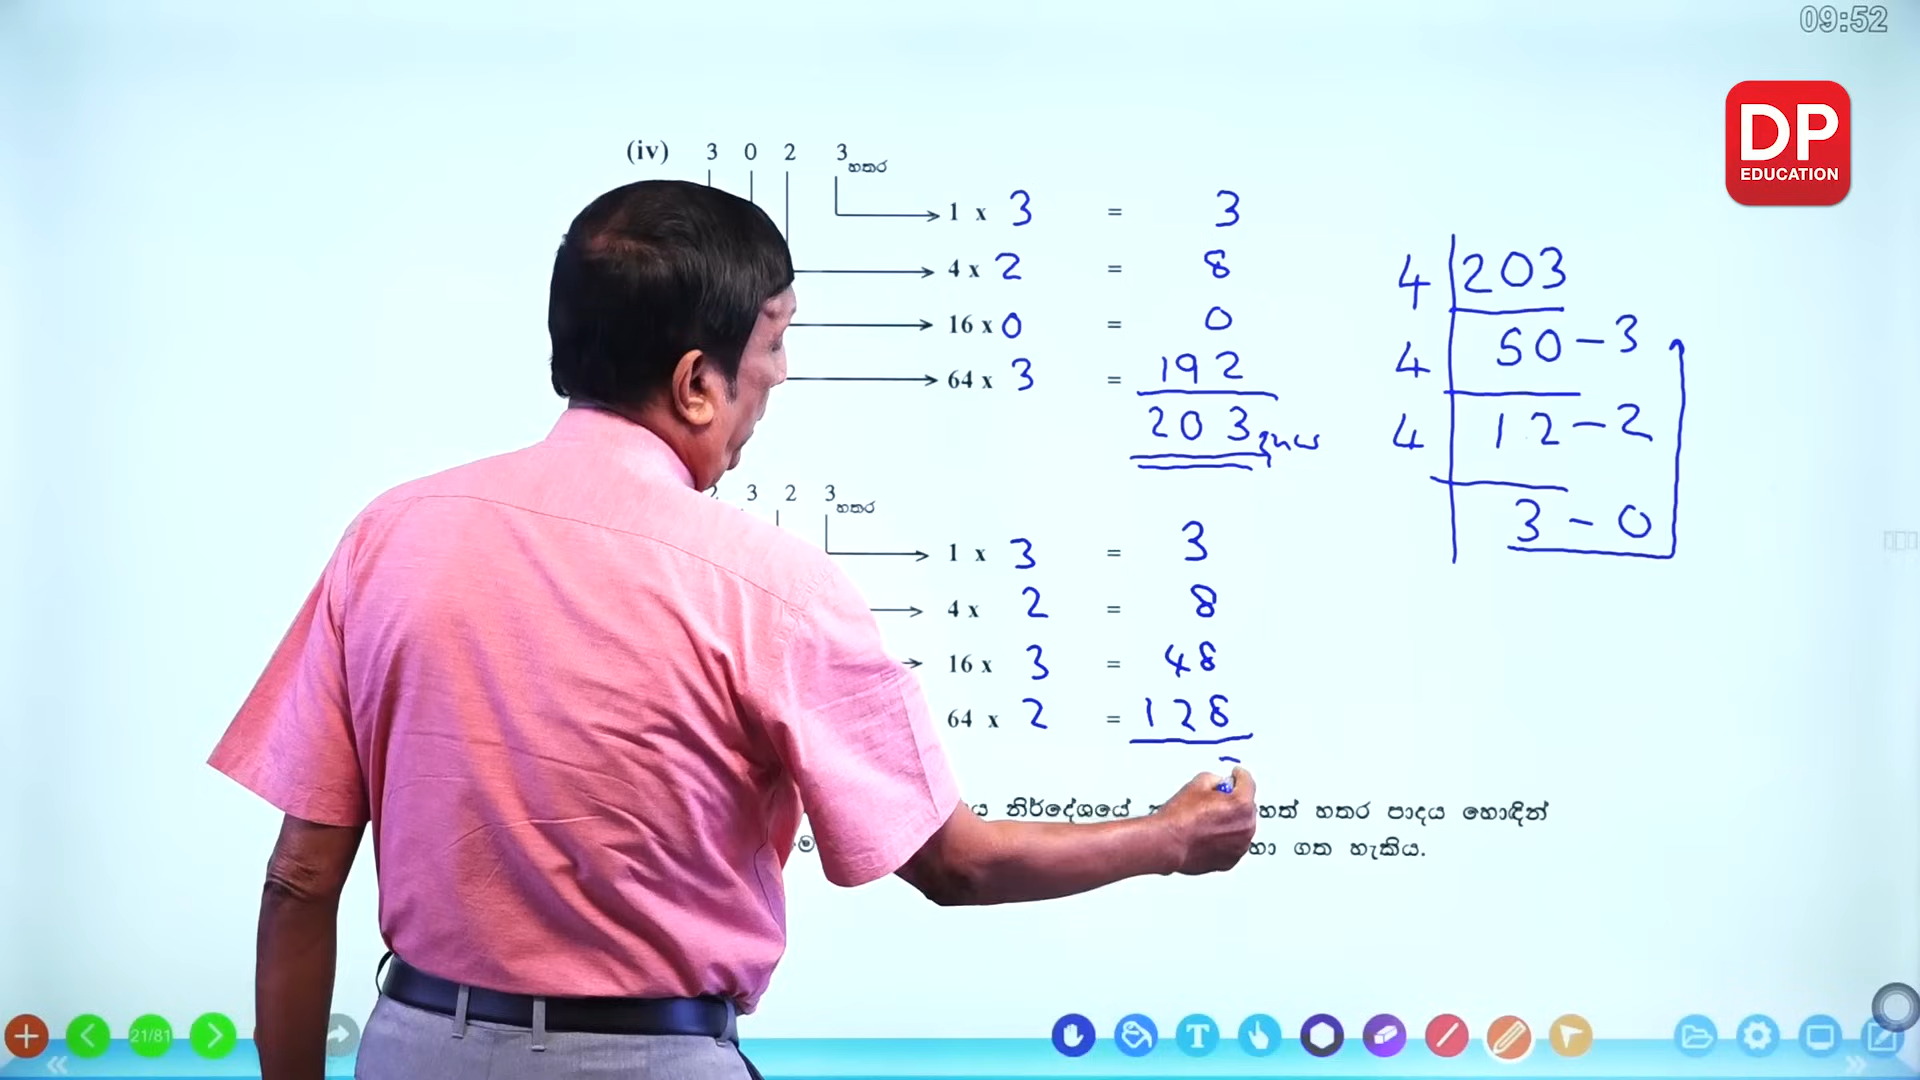 09:52
DP
EDUCATION
(iv) 3 0 2 3හතර
1 x 3 = 3
4 x 2 = 8
16 x 0 = 0
64 x 3 = 192
203දහය
4 203
4 50 – 3
4 12 – 2
3 – 0
2 3 2 3හතර
1 x 3 = 3
4 x 2 = 8
16 x 3 = 48
64 x 2 = 128
ය නිර්දේශයේ හත් හතර පාදය හොඳින්
ගත හැකිය.
21/81
T